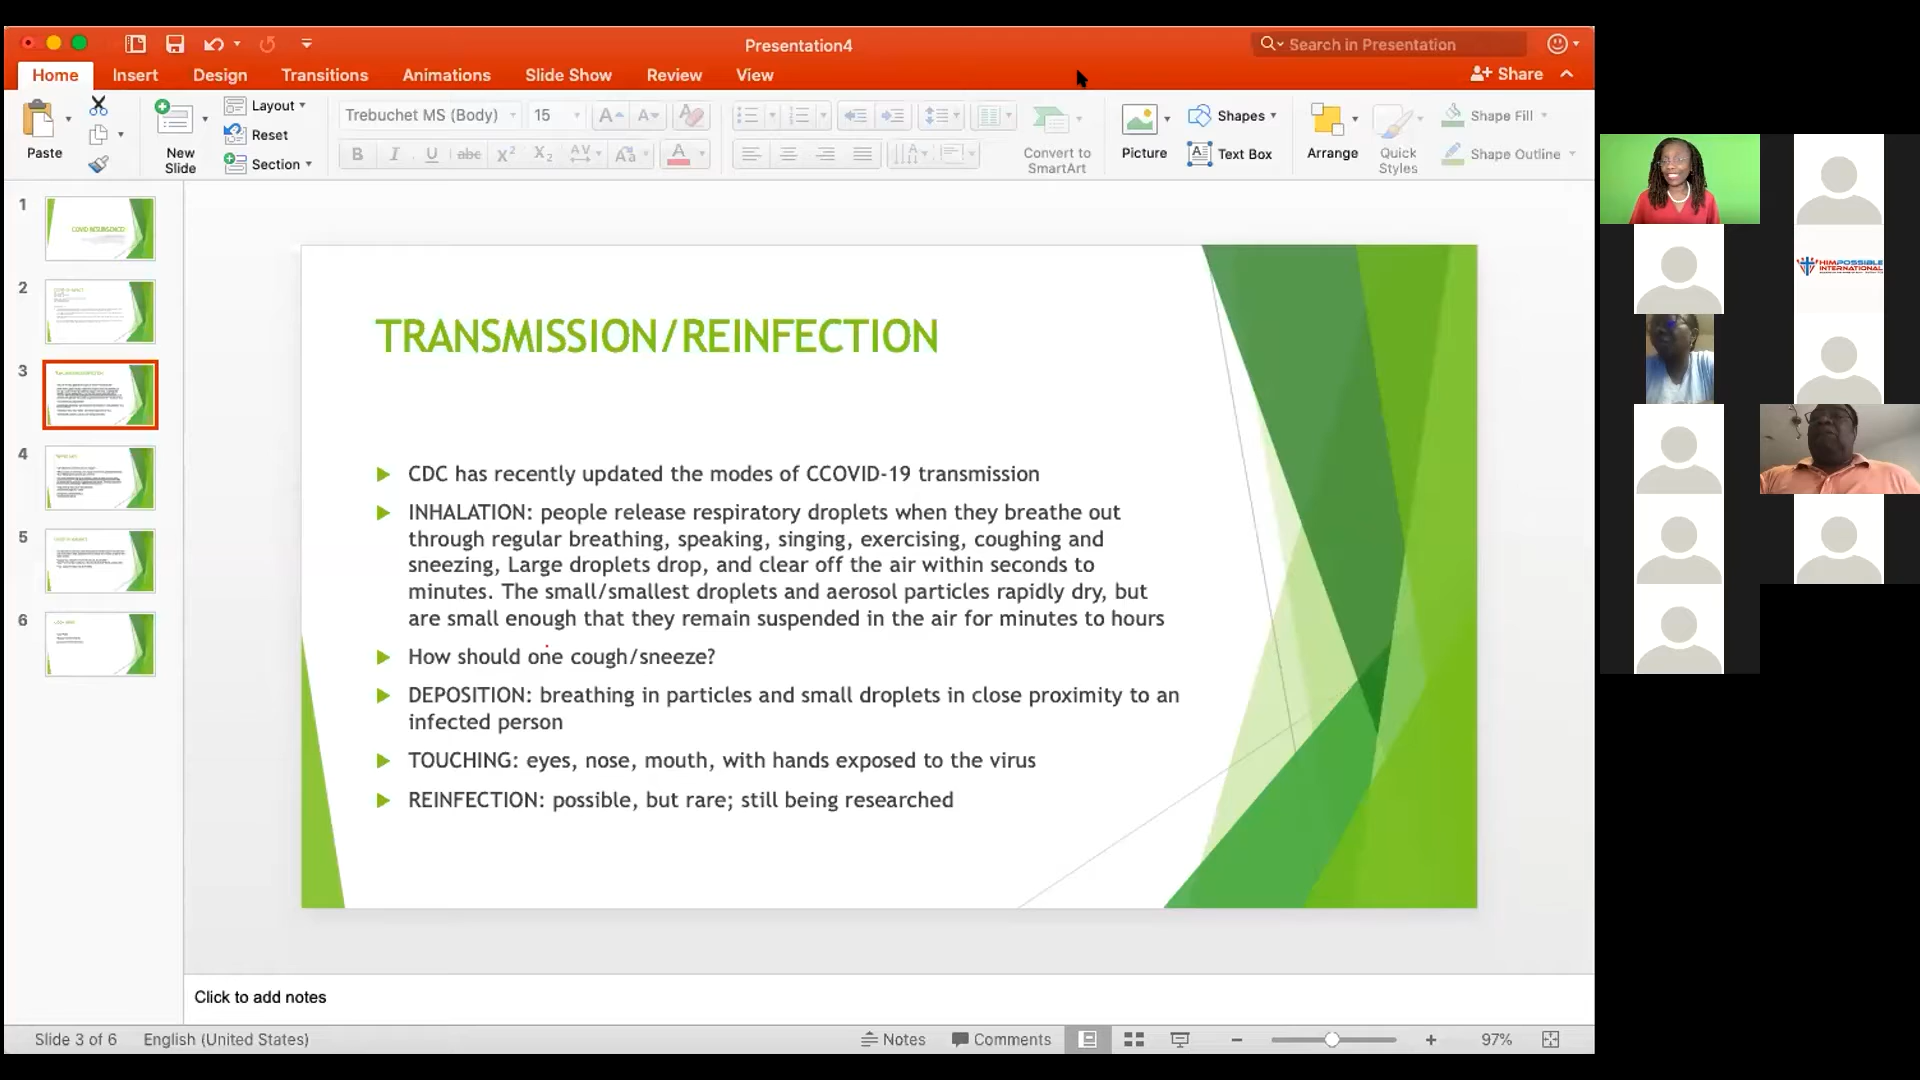 Presentation4
Search in Presentation
Home Insert Design Transitions Animations Slide Show Review View
Share
Paste
New
Slide
Layout
Reset
Section
Trebuchet MS (Body) 15
Convert to
SmartArt
Picture
Shapes
Text Box
Arrange
Quick
Styles
Shape Fill
Shape Outline
1
2
3
4
5
6
TRANSMISSION/REINFECTION
CDC has recently updated the modes of CCOVID-19 transmission
INHALATION: people release respiratory droplets when they breathe out
through regular breathing, speaking, singing, exercising, coughing and
sneezing, Large droplets drop, and clear off the air within seconds to
minutes. The small/smallest droplets and aerosol particles rapidly dry, but
are small enough that they remain suspended in the air for minutes to hours
How should one cough/sneeze?
DEPOSITION: breathing in particles and small droplets in close proximity to an
infected person
TOUCHING: eyes, nose, mouth, with hands exposed to the virus
REINFECTION: possible, but rare; still being researched
HIMPOSSIBLE
INTERNATIONAL
Click to add notes
Slide 3 of 6 English (United States) Notes Comments 97%